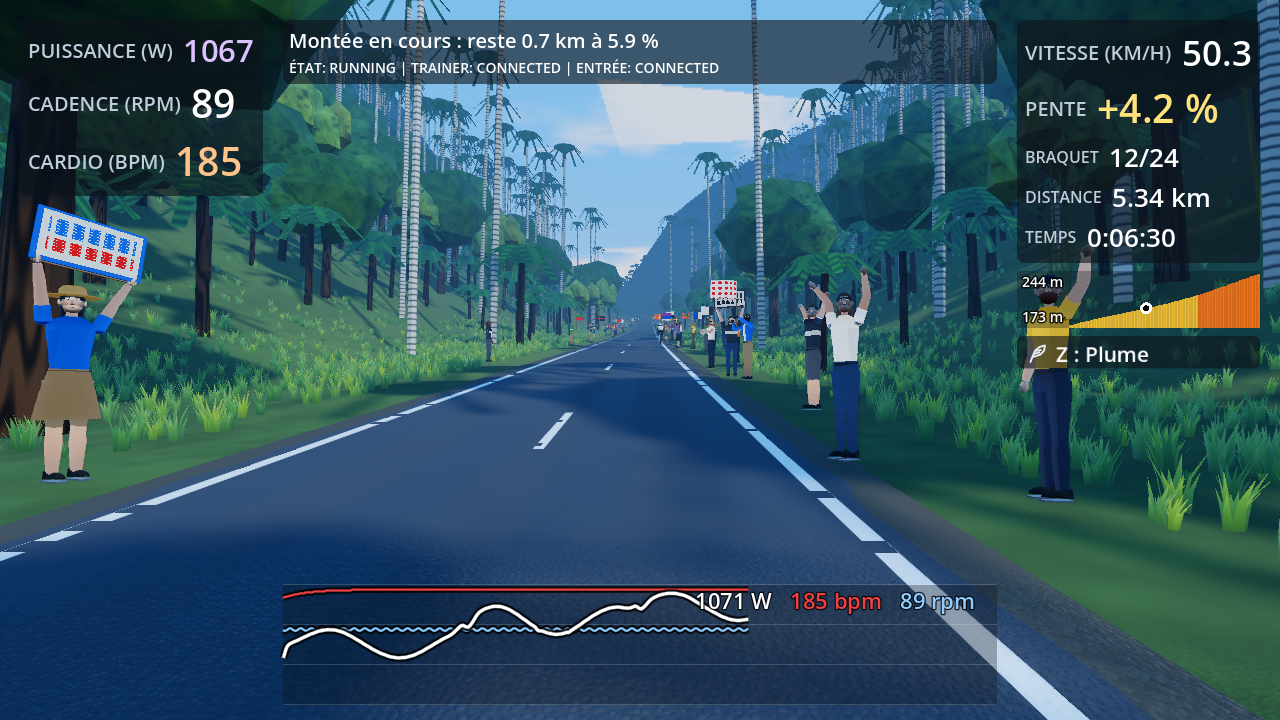 PUISSANCE (W) 1067
CADENCE (RPM) 89
CARDIO (BPM) 185
Montée en cours : reste 0.7 km à 5.9 %
ÉTAT: RUNNING | TRAINER: CONNECTED | ENTRÉE: CONNECTED
VITESSE (KM/H) 50.3
PENTE +4.2 %
BRAQUET 12/24
DISTANCE 5.34 km
TEMPS 0:06:30
244 m
173 m
Z : Plume
1071 W 185 bpm 89 rpm